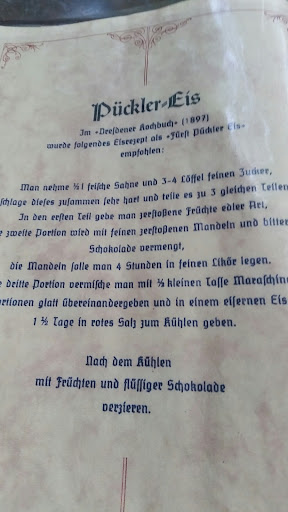 Pückler-Eis
Im »Dresdener Kochbuch« (1897)
wurde folgendes Eisrezept als »Fürst Pückler Eis«
empfohlen:
Man nehme ½ l frische Sahne und 3-4 Löffel feinen Zucker,
schlage dieses zusammen sehr hart und teile es zu 3 gleichen Teilen
In den ersten Teil gebe man zerstoßene Früchte edler Art,
zweite Portion wird mit feinen zerstoßenen Mandeln und bitter
Schokolade vermengt,
die Mandeln solle man 4 Stunden in feinen Likör legen.
dritte Portion vermische man mit kleinen Tasse Maraschino
ortionen glatt übereinandergeben und in einem eisernen Eis
1 ½ Tage in rotes Salz zum Kühlen geben.
Nach dem Kühlen
mit Früchten und flüssiger Schokolade
verzieren.